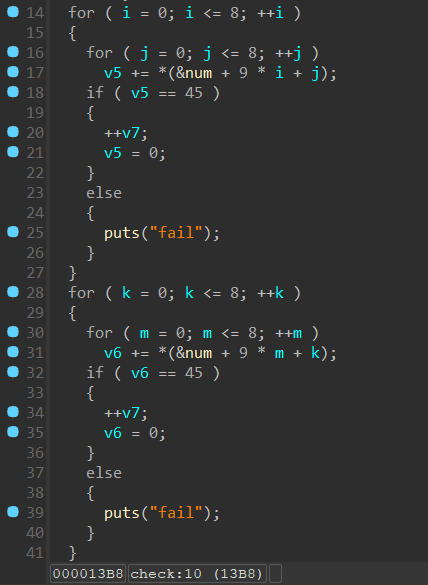 14 for ( i = 0; i <= 8; ++i )
15 {
16 for ( j = 0; j <= 8; ++j )
17 v5 += *(&num + 9 * i + j);
18 if ( v5 == 45 )
19 {
20 ++v7;
21 v5 = 0;
22 }
23 else
24 {
25 puts("fail");
26 }
27 }
28 for ( k = 0; k <= 8; ++k )
29 {
30 for ( m = 0; m <= 8; ++m )
31 v6 += *(&num + 9 * m + k);
32 if ( v6 == 45 )
33 {
34 ++v7;
35 v6 = 0;
36 }
37 else
38 {
39 puts("fail");
40 }
41 }
000013B8 check:10 (13B8)